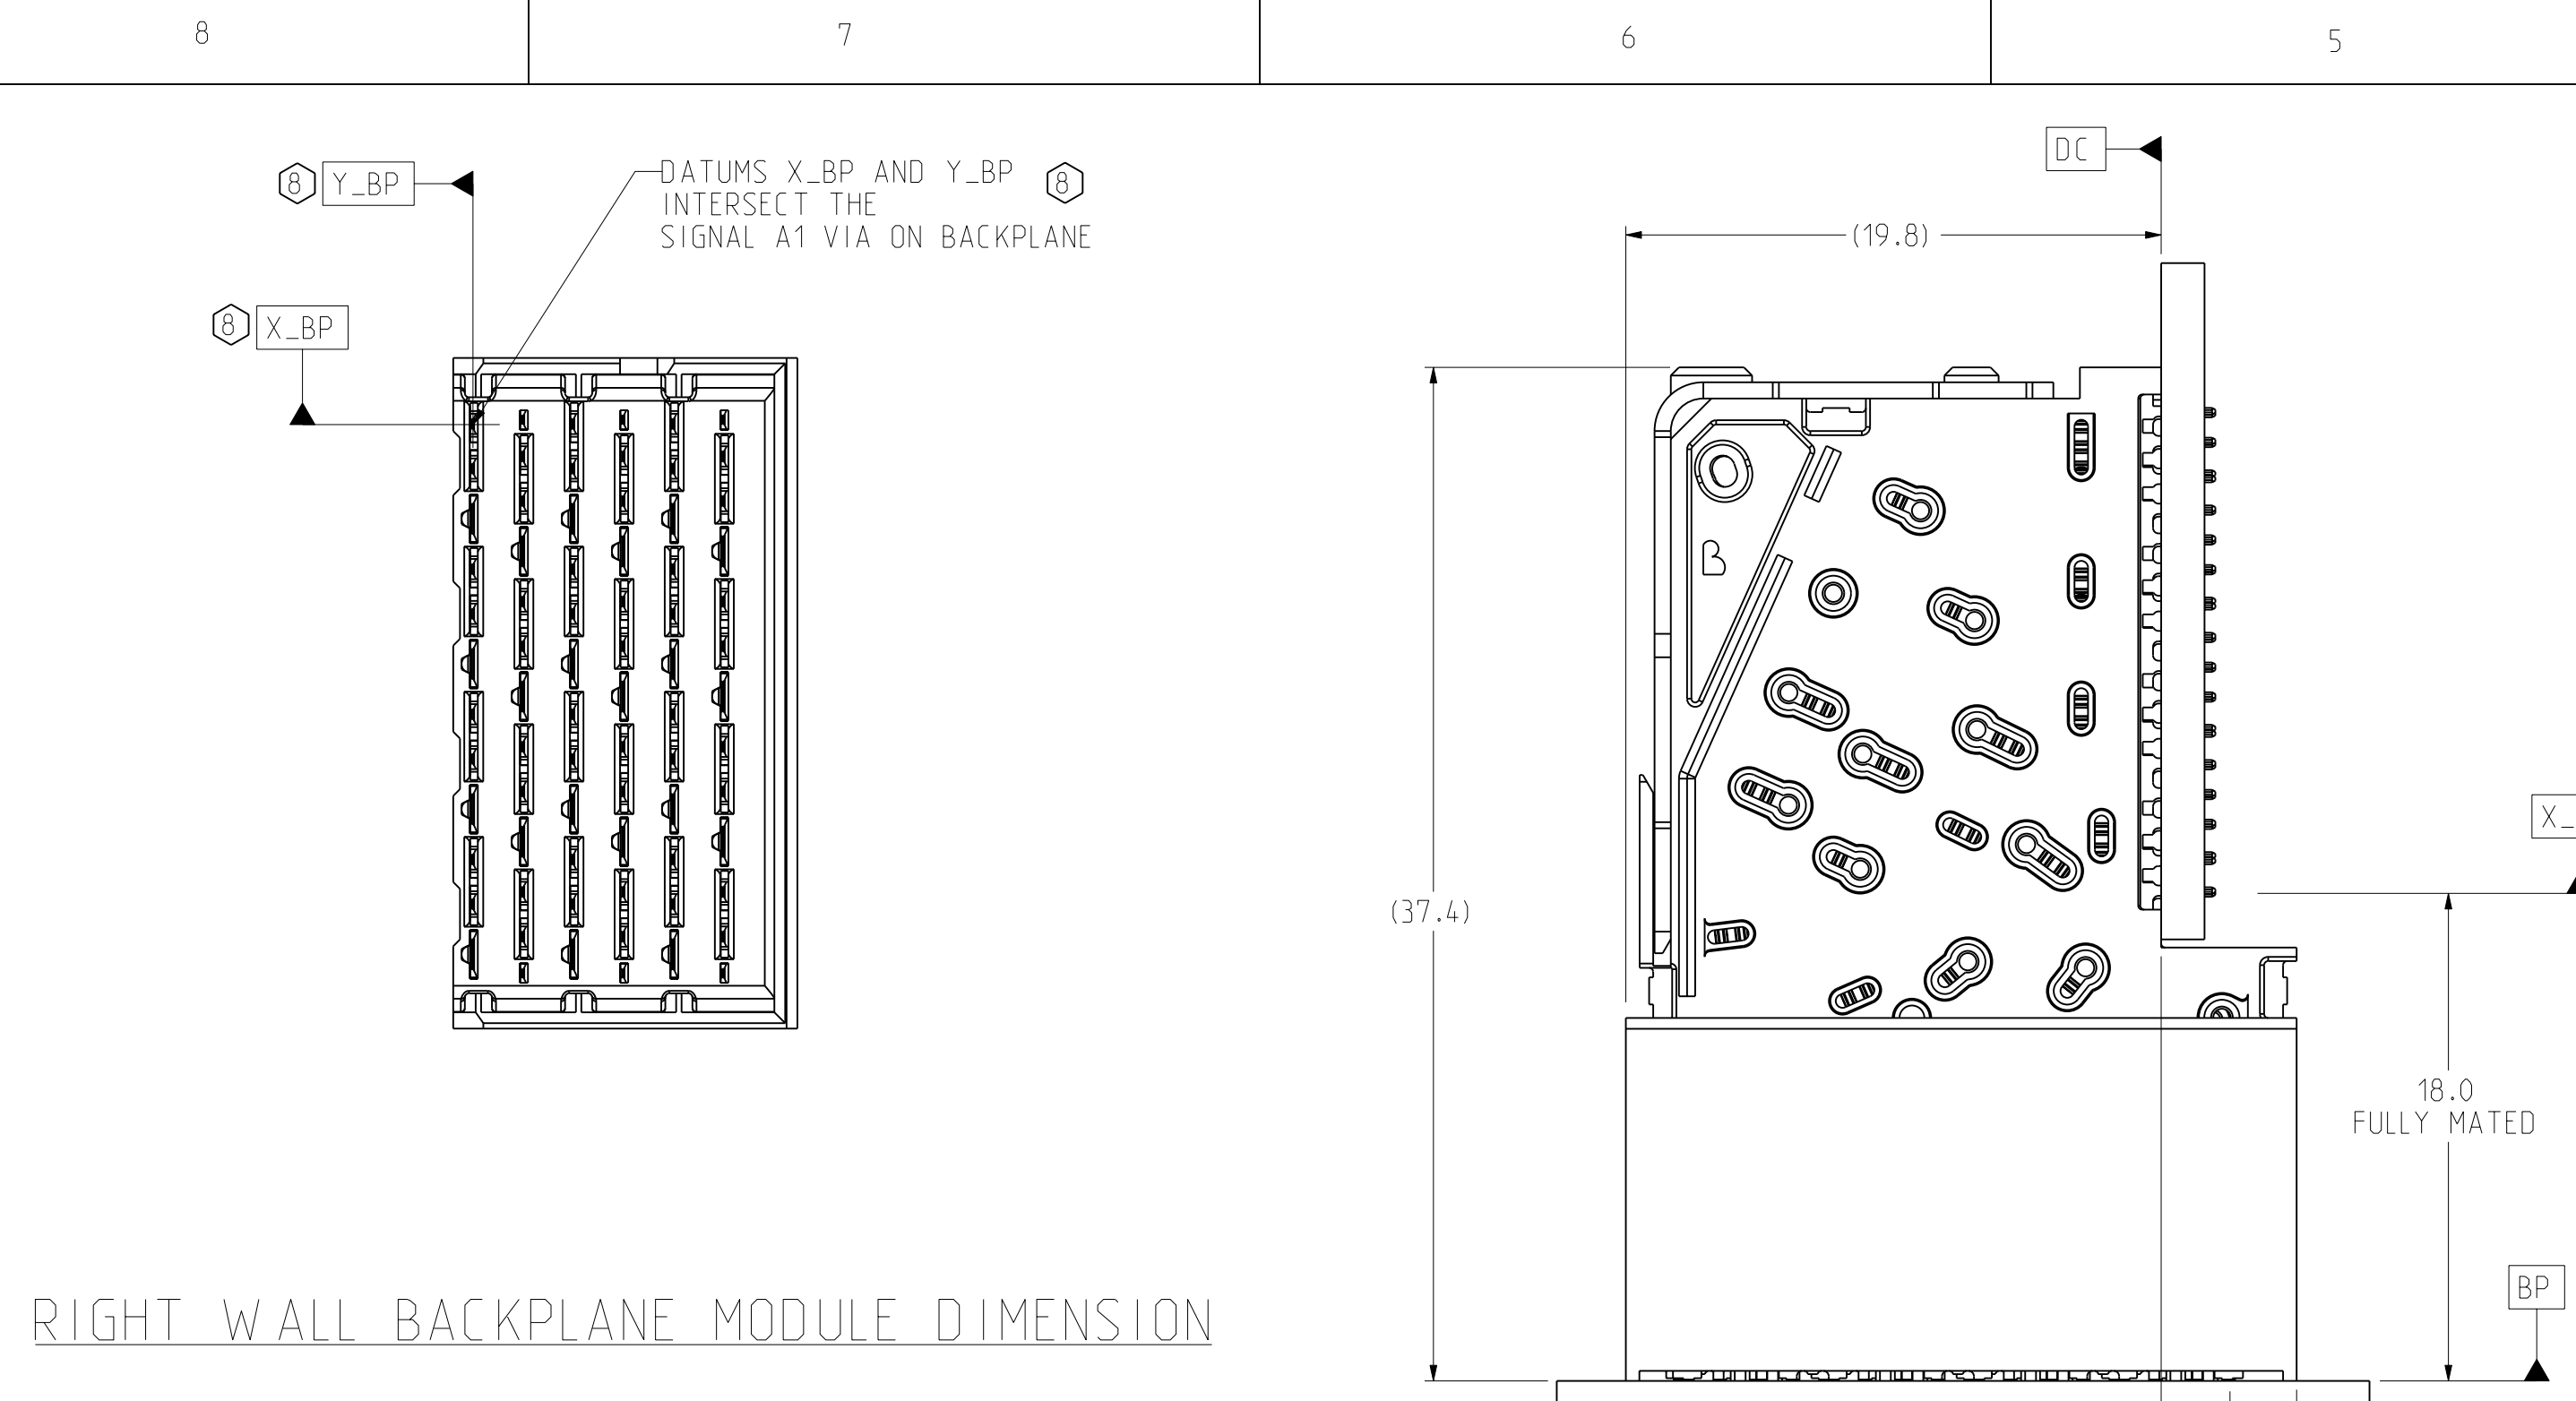 8 7 6 5
8 Y_BP
DATUMS X_BP AND Y_BP 8
INTERSECT THE
SIGNAL A1 VIA ON BACKPLANE
8 X_BP
DC
(19.8)
B
(37.4)
X_
18.0
FULLY MATED
BP
RIGHT WALL BACKPLANE MODULE DIMENSION